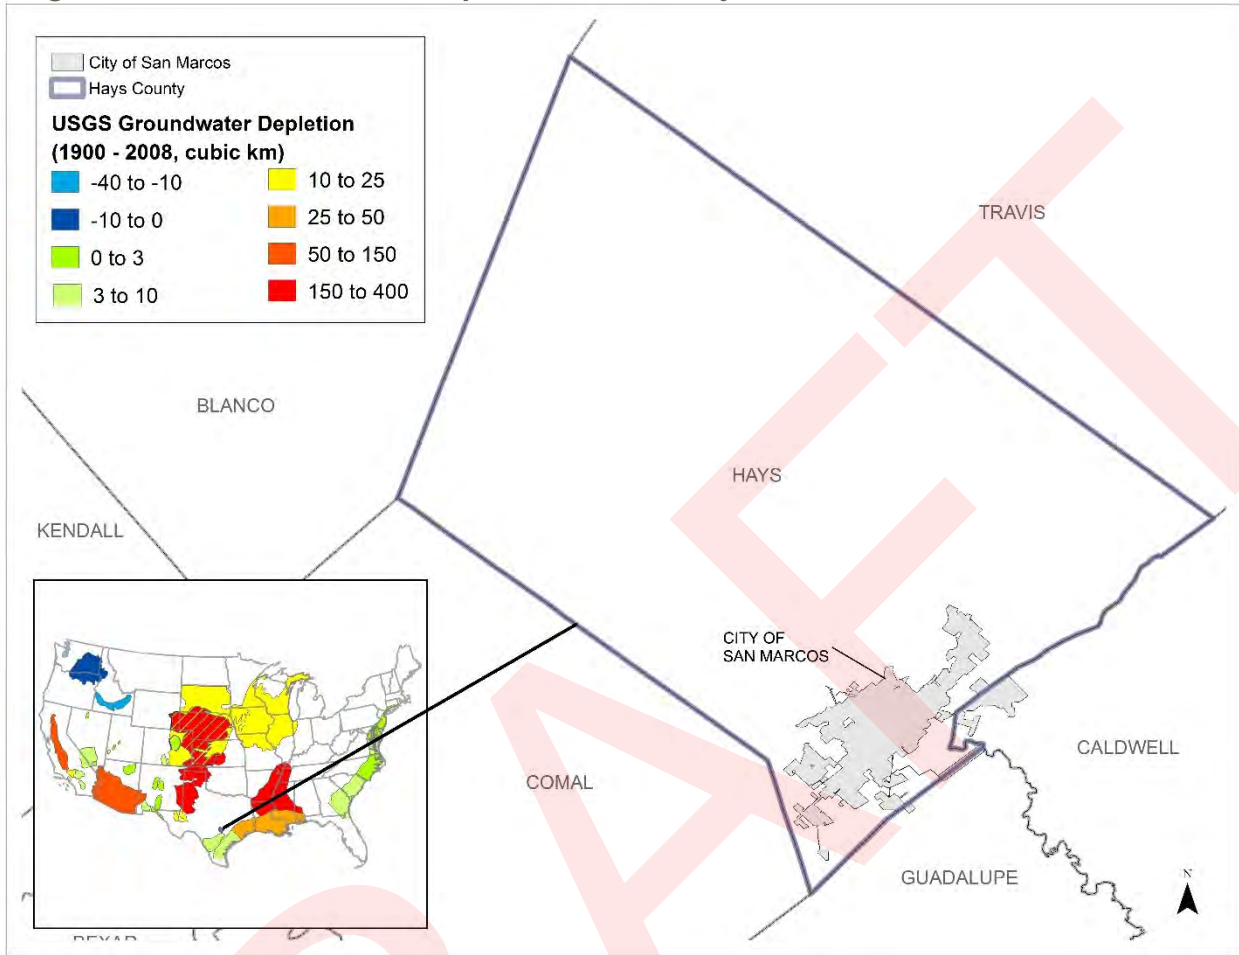 City of San Marcos
Hays County
USGS Groundwater Depletion
(1900 - 2008, cubic km)
-40 to -10
10 to 25
-10 to 0
25 to 50
0 to 3
50 to 150
3 to 10
150 to 400
TRAVIS
BLANCO
HAYS
KENDALL
CITY OF
SAN MARCOS
CALDWELL
COMAL
GUADALUPE
N
BEXAR
DRAFT